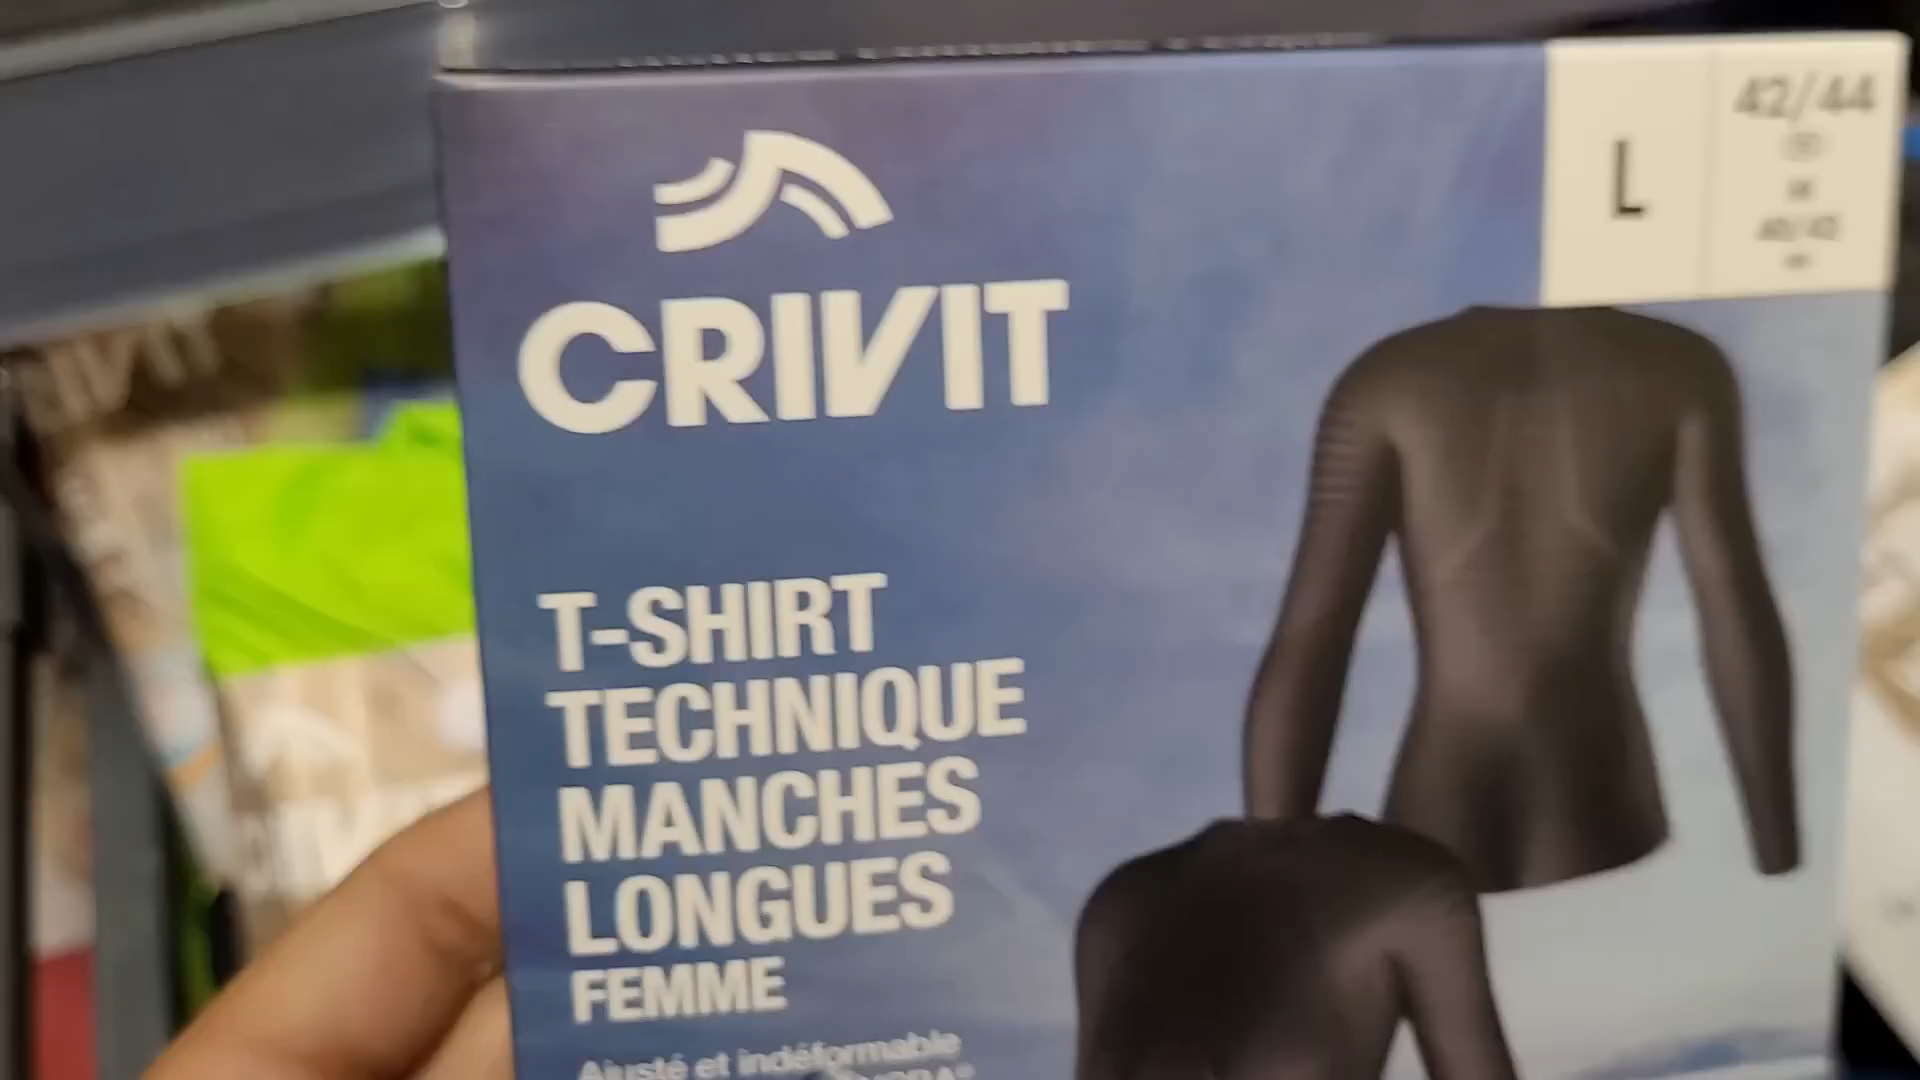 CRIVIT
L
42/44
T-SHIRT
TECHNIQUE
MANCHES
LONGUES
FEMME
Ajusté et indéformable